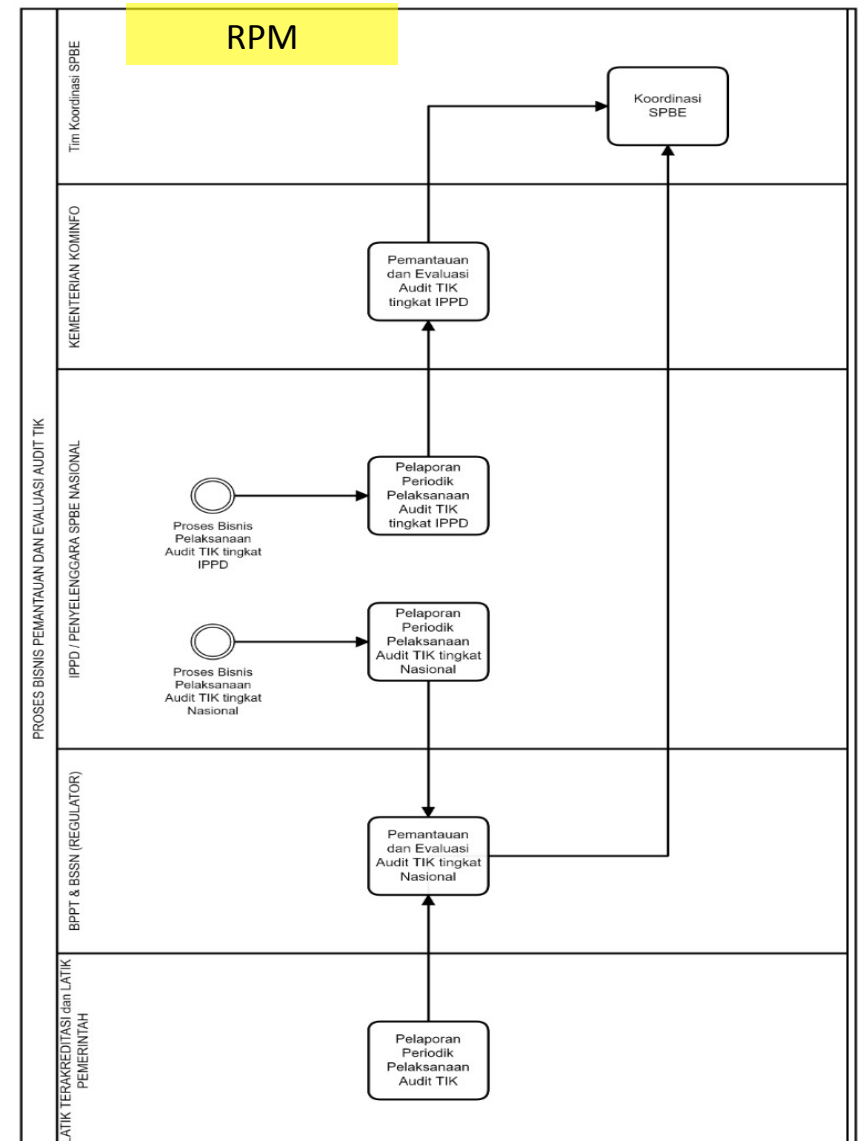 RPM
PROSES BISNIS PEMANTAUAN DAN EVALUASI AUDIT TIK
Tim Koordinasi SPBE
Koordinasi
SPBE
KEMENTERIAN KOMINFO
Pemantauan
dan Evaluasi
Audit TIK
tingkat IPPD
IPPD / PENYELENGGARA SPBE NASIONAL
Proses Bisnis
Pelaksanaan
Audit TIK tingkat
IPPD
Pelaporan
Periodik
Pelaksanaan
Audit TIK
tingkat IPPD
Proses Bisnis
Pelaksanaan
Audit TIK tingkat
Nasional
Pelaporan
Periodik
Pelaksanaan
Audit TIK tingkat
Nasional
BPPT & BSSN (REGULATOR)
Pemantauan
dan Evaluasi
Audit TIK tingkat
Nasional
LATIK TERAKREDITASI dan LATIK
PEMERINTAH
Pelaporan
Periodik
Pelaksanaan
Audit TIK